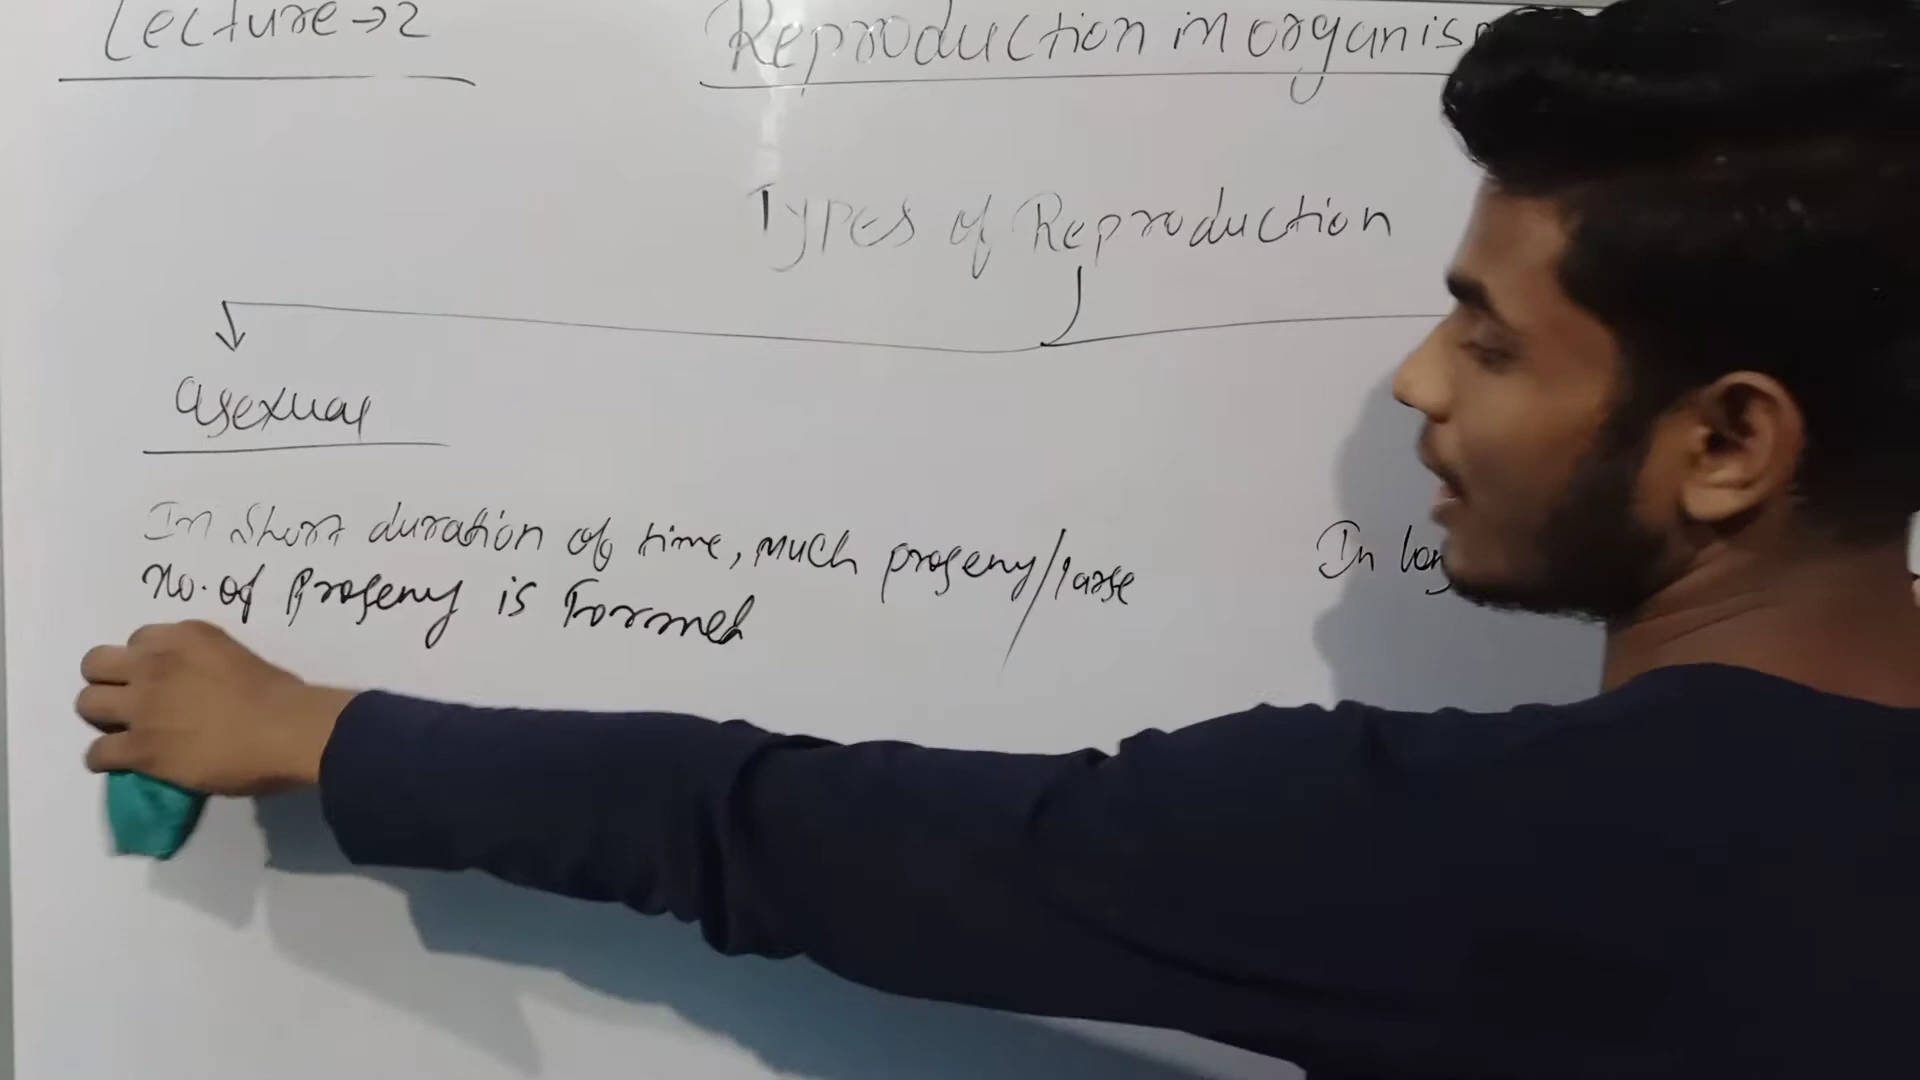 Lecture→2
Reproduction in organis
Types of Reproduction
asexual
In short duration of time, much progeny/large
no. of Progeny is Formed
In lon